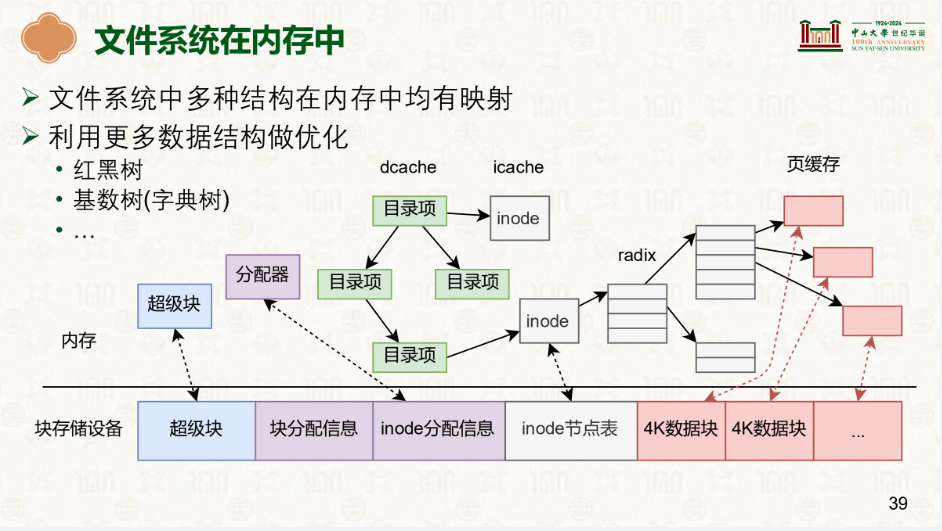 文件系统在内存中
1924-2024
中山大學 世纪华诞
100th ANNIVERSARY
SUN YAT-SEN UNIVERSITY
文件系统中多种结构在内存中均有映射
利用更多数据结构做优化
• 红黑树
• 基数树(字典树)
• …
dcache
icache
页缓存
目录项
inode
radix
分配器
目录项
目录项
超级块
inode
内存
目录项
块存储设备
超级块
块分配信息
inode分配信息
inode节点表
4K数据块
4K数据块
...
39